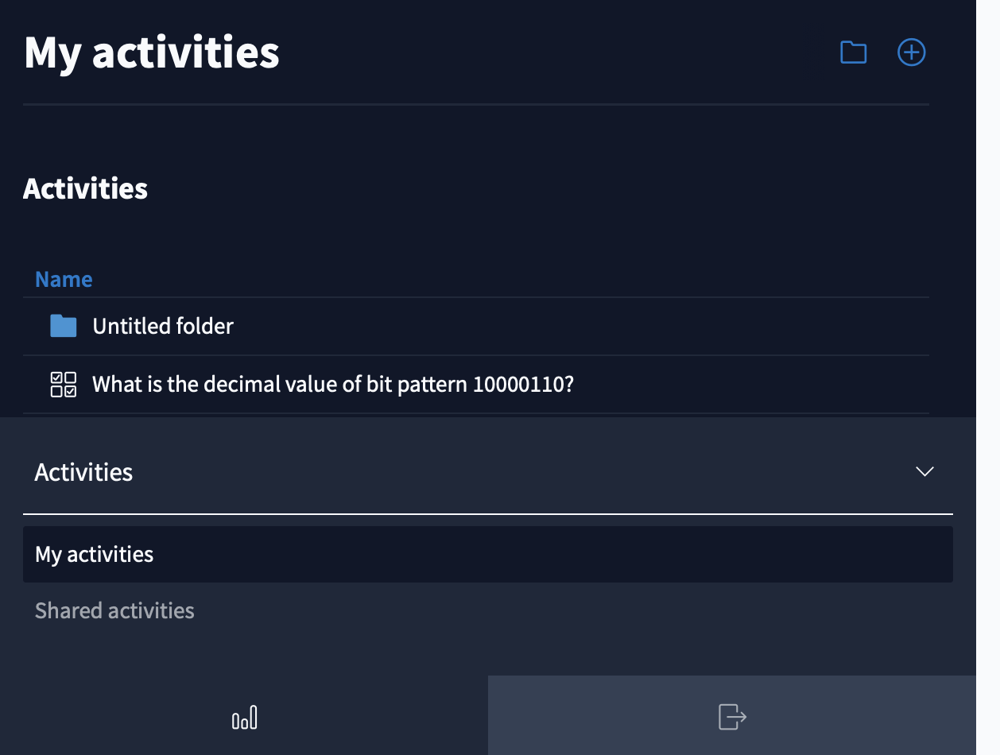 My activities
Activities
Name
Untitled folder
What is the decimal value of bit pattern 10000110?
Activities
My activities
Shared activities